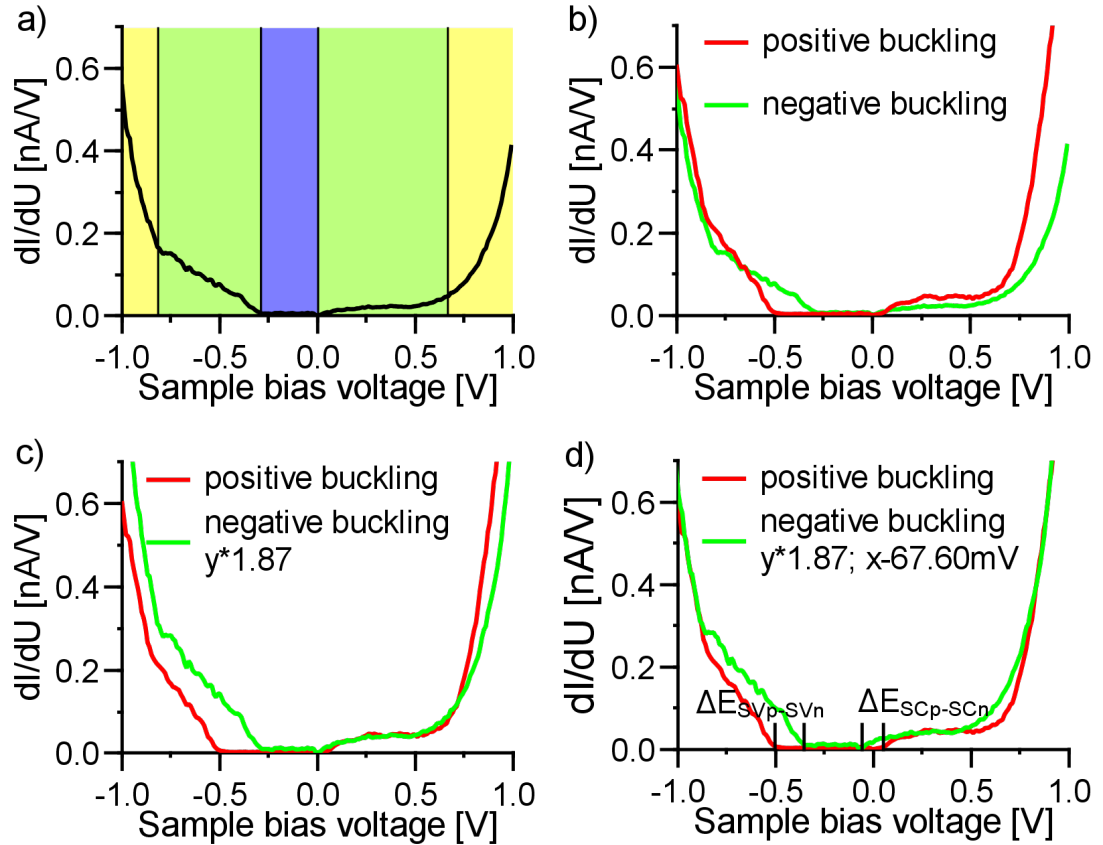 a)
dI/dU [nA/V]
0.6
0.4
0.2
0.0
-1.0 -0.5 0.0 0.5 1.0
Sample bias voltage [V]
b)
dI/dU [nA/V]
positive buckling
negative buckling
0.6
0.4
0.2
0.0
-1.0 -0.5 0.0 0.5 1.0
Sample bias voltage [V]
c)
dI/dU [nA/V]
positive buckling
negative buckling
y*1.87
0.6
0.4
0.2
0.0
-1.0 -0.5 0.0 0.5 1.0
Sample bias voltage [V]
d)
dI/dU [nA/V]
positive buckling
negative buckling
y*1.87; x-67.60mV
0.6
0.4
0.2
0.0
ΔE_SVp-SVn ΔE_SCp-SCn
-1.0 -0.5 0.0 0.5 1.0
Sample bias voltage [V]